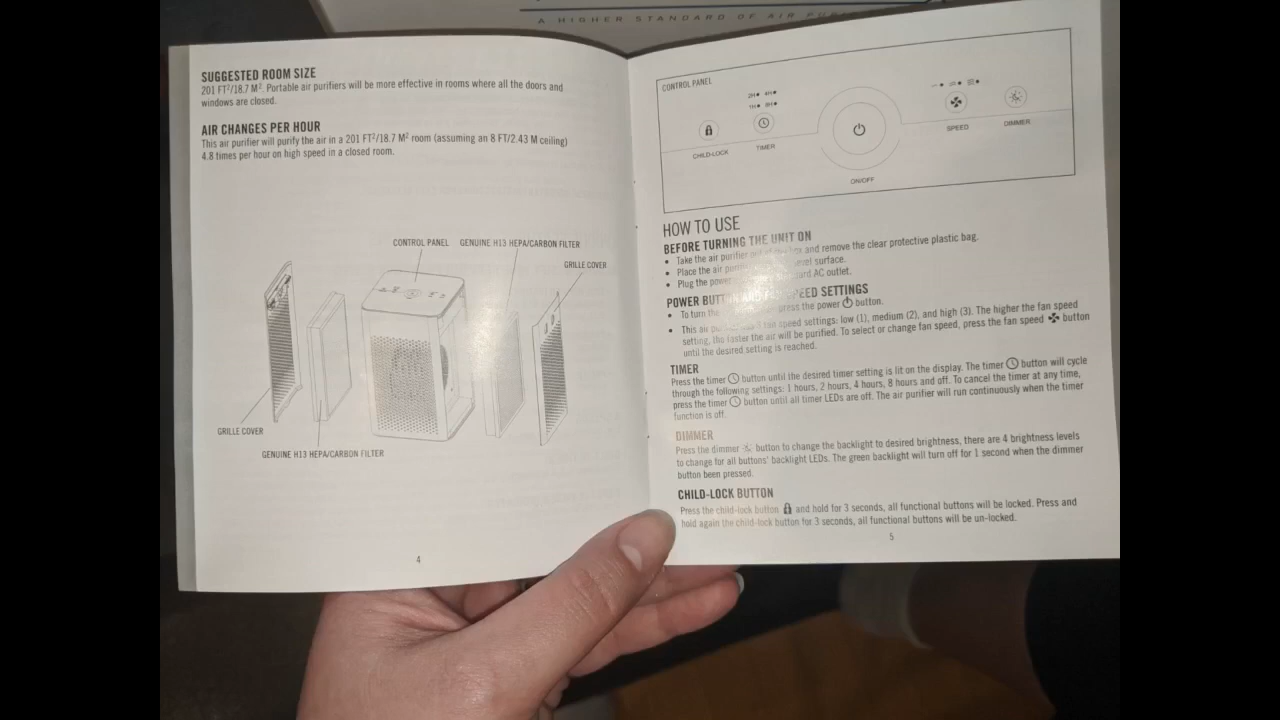 A HIGHER STANDARD OF AIR
SUGGESTED ROOM SIZE
201 FT²/18.7 M². Portable air purifiers will be more effective in rooms where all the doors and
windows are closed.
AIR CHANGES PER HOUR
This air purifier will purify the air in a 201 FT²/18.7 M² room (assuming an 8 FT/2.43 M ceiling)
4.8 times per hour on high speed in a closed room.
CONTROL PANEL
GENUINE H13 HEPA/CARBON FILTER
GRILLE COVER
GRILLE COVER
GENUINE H13 HEPA/CARBON FILTER
4
CONTROL PANEL
2H 4H
1H 8H
CHILD-LOCK
TIMER
ON/OFF
SPEED
DIMMER
HOW TO USE
BEFORE TURNING THE UNIT ON
• Take the air purifier out of and remove the clear protective plastic bag.
• Place the air surface.
• Plug the AC outlet.
POWER SPEED SETTINGS
• To turn the press the power button.
• This air fan speed settings: low (1), medium (2), and high (3). The higher the fan speed
setting, the faster the air will be purified. To select or change fan speed, press the fan speed button
until the desired setting is reached.
TIMER
Press the timer button until the desired timer setting is lit on the display. The timer button will cycle
through the following settings: 1 hours, 2 hours, 4 hours, 8 hours and off. To cancel the timer at any time,
press the timer button until all timer LEDs are off. The air purifier will run continuously when the timer
function is off.
DIMMER
Press the dimmer button to change the backlight to desired brightness, there are 4 brightness levels
to change for all buttons' backlight LEDs. The green backlight will turn off for 1 second when the dimmer
button been pressed.
CHILD-LOCK BUTTON
Press the child-lock button and hold for 3 seconds, all functional buttons will be locked. Press and
hold again the child-lock button for 3 seconds, all functional buttons will be un-locked.
5